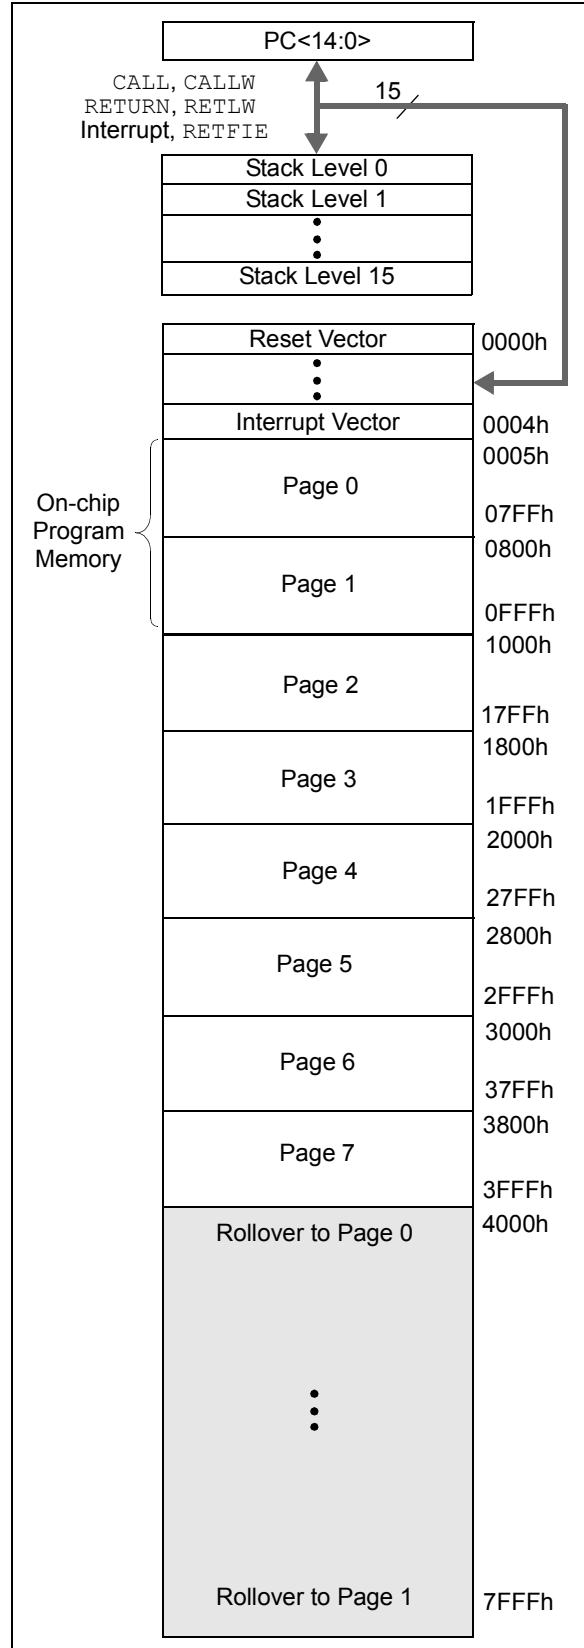 PC<14:0>
CALL, CALLW
RETURN, RETLW
Interrupt, RETFIE
15
Stack Level 0
Stack Level 1
Stack Level 15
Reset Vector
0000h
Interrupt Vector
0004h
On-chip
Program
Memory
0005h
Page 0
07FFh
0800h
Page 1
0FFFh
1000h
Page 2
17FFh
1800h
Page 3
1FFFh
2000h
Page 4
27FFh
2800h
Page 5
2FFFh
3000h
Page 6
37FFh
3800h
Page 7
3FFFh
4000h
Rollover to Page 0
Rollover to Page 1
7FFFh